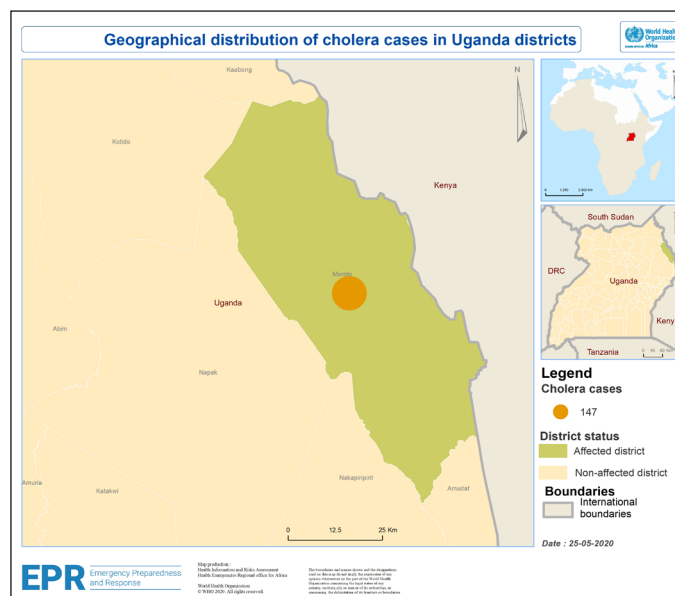 Geographical distribution of cholera cases in Uganda districts
World Health
Organization
Africa
Kaabong
N
Kotido
Kenya
Moroto
Uganda
Abim
Napak
Nakapiripirit
Amuria
Katakwi
Amudat
0 12.5 25 Km
South Sudan
DRC
Uganda
Keny
Tanzania
Legend
Cholera cases
147
District status
Affected district
Non-affected district
Boundaries
International
boundaries
Date : 25-05-2020
EPR Emergency Preparedness
and Response
Map production :
Health Information and Risks Assessment
Health Emergencies Regional office for Africa
World Health Organization
© WHO 2020. All rights reserved.